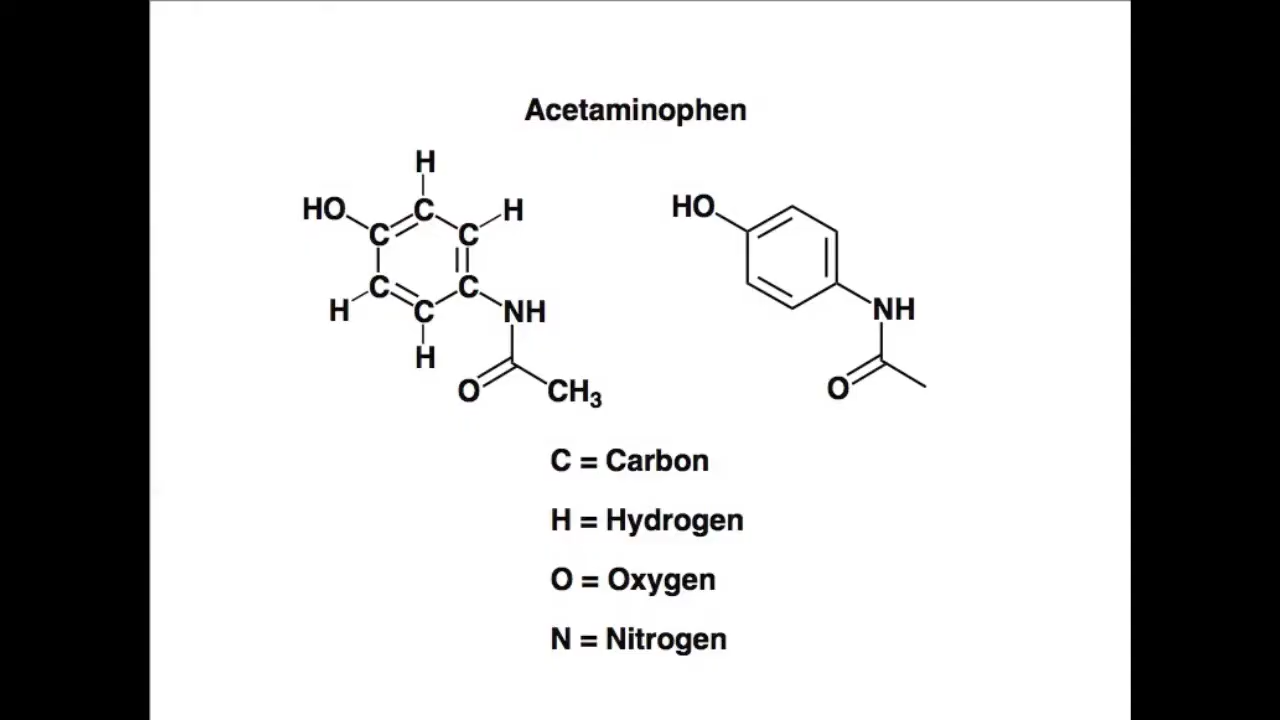 Acetaminophen
H
HO C C H
C
C C
H C NH
H
O CH₃
HO
NH
O
C = Carbon
H = Hydrogen
O = Oxygen
N = Nitrogen